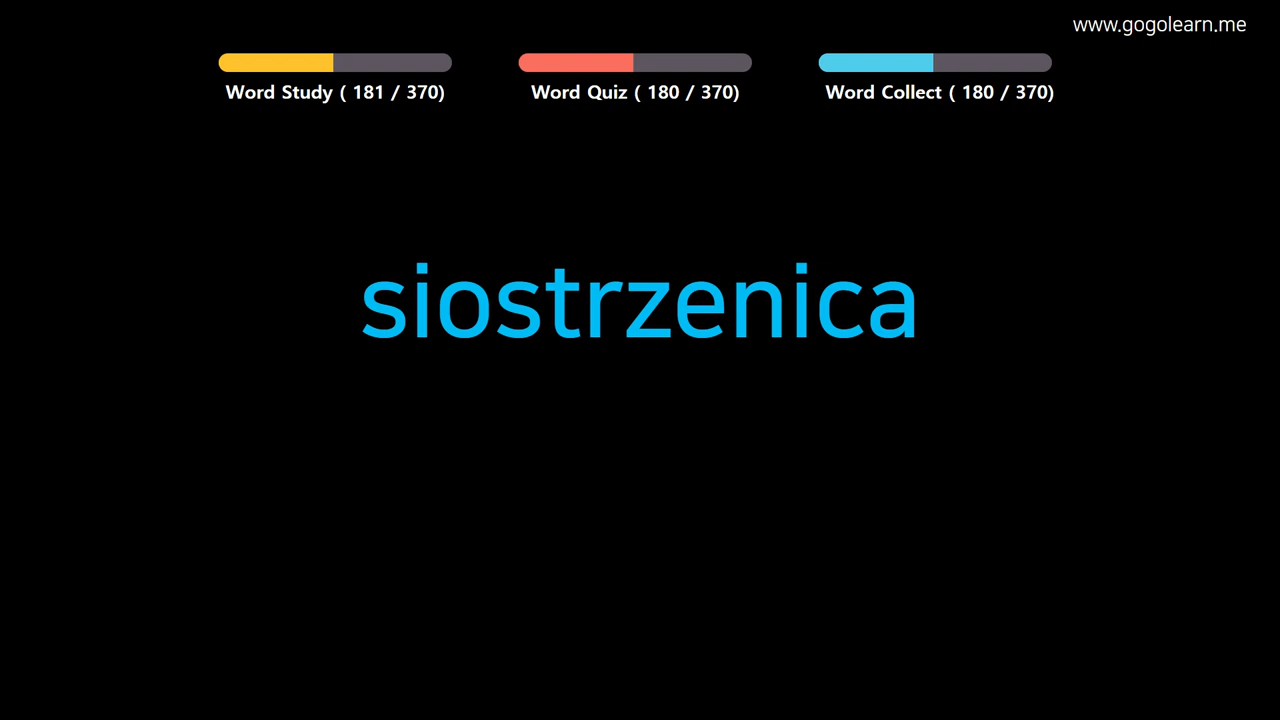 www.gogolearn.me
Word Study ( 181 / 370)
Word Quiz ( 180 / 370)
Word Collect ( 180 / 370)
siostrzenica